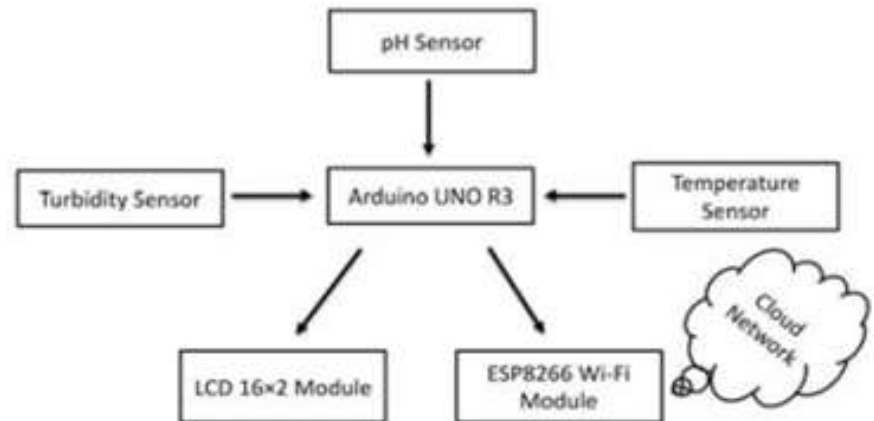 pH Sensor
Turbidity Sensor
Arduino UNO R3
Temperature
Sensor
Cloud
Network
LCD 16×2 Module
ESP8266 Wi-Fi
Module